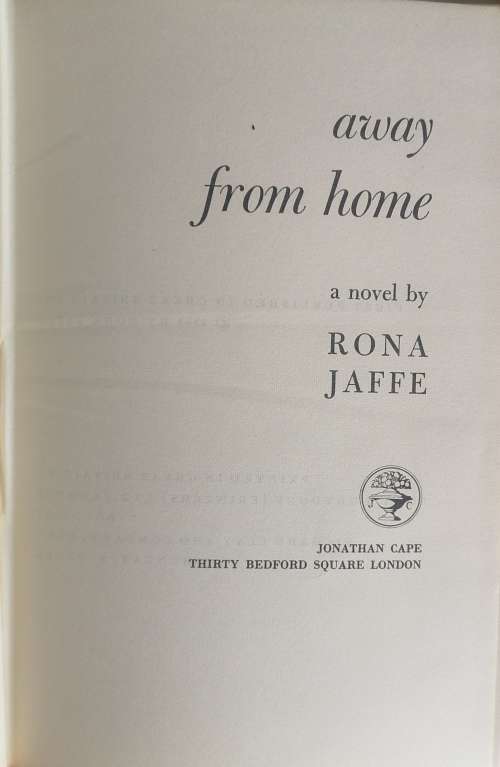 away
from home
a novel by
RONA
JAFFE
J C
JONATHAN CAPE
THIRTY BEDFORD SQUARE LONDON